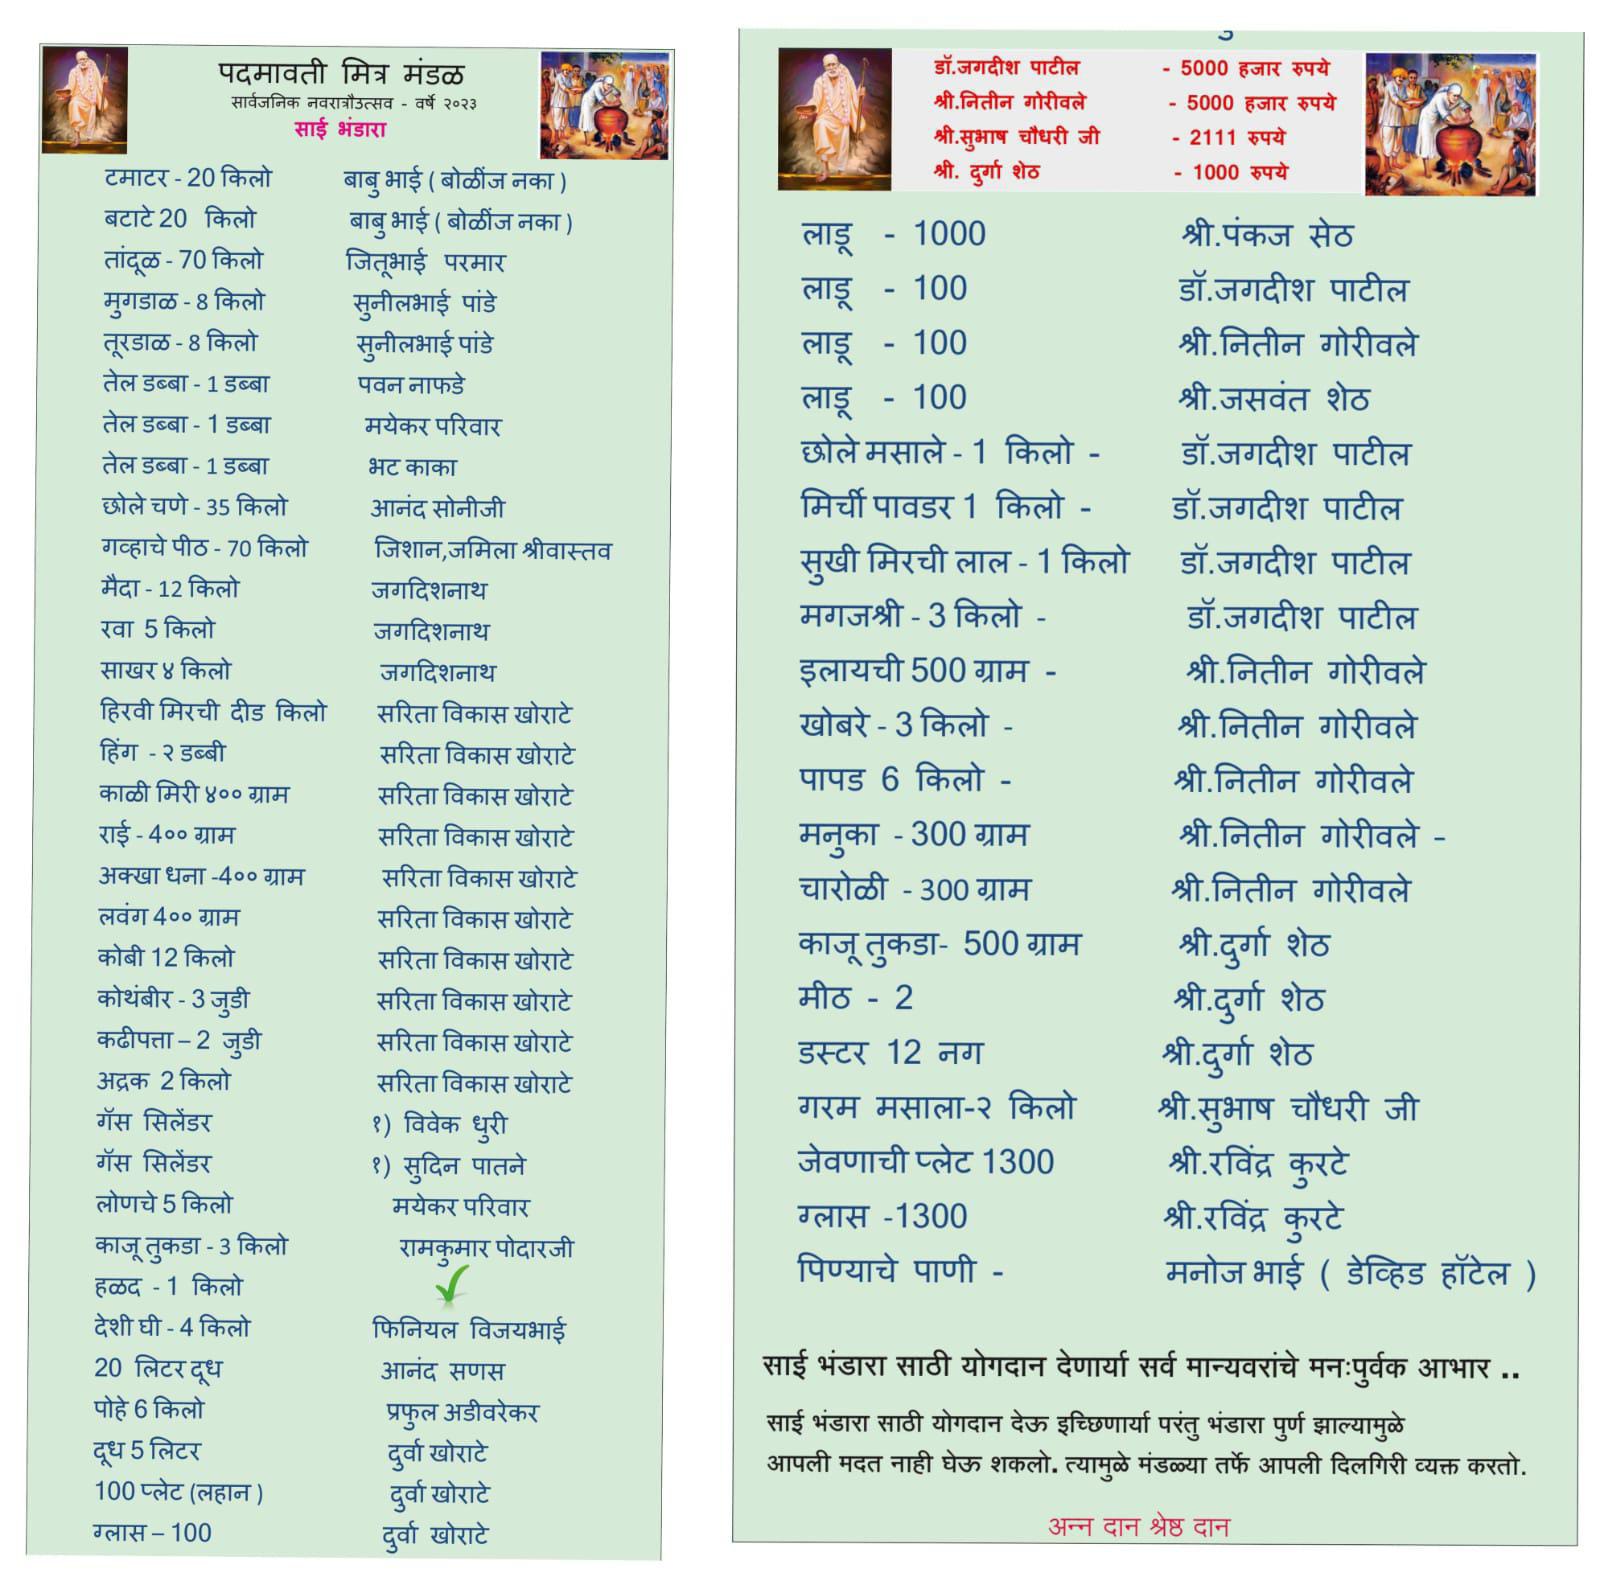 पदमावती मित्र मंडळ
सार्वजनिक नवरात्रौउत्सव - वर्षे २०२३
साई भंडारा
टमाटर - 20 किलो बाबु भाई ( बोळींज नका )
बटाटे 20 किलो बाबु भाई ( बोळींज नका )
तांदूळ - 70 किलो जितूभाई परमार
मुगडाळ - 8 किलो सुनीलभाई पांडे
तूरडाळ - 8 किलो सुनीलभाई पांडे
तेल डब्बा - 1 डब्बा पवन नाफडे
तेल डब्बा - 1 डब्बा मयेकर परिवार
तेल डब्बा - 1 डब्बा भट काका
छोले चणे - 35 किलो आनंद सोनीजी
गव्हाचे पीठ - 70 किलो जिशान,जमिला श्रीवास्तव
मैदा - 12 किलो जगदिशनाथ
रवा 5 किलो जगदिशनाथ
साखर ४ किलो जगदिशनाथ
हिरवी मिरची दीड किलो सरिता विकास खोराटे
हिंग - २ डब्बी सरिता विकास खोराटे
काळी मिरी ४०० ग्राम सरिता विकास खोराटे
राई - 4०० ग्राम सरिता विकास खोराटे
अक्खा धना -4०० ग्राम सरिता विकास खोराटे
लवंग 4०० ग्राम सरिता विकास खोराटे
कोबी 12 किलो सरिता विकास खोराटे
कोथंबीर - 3 जुडी सरिता विकास खोराटे
कढीपत्ता – 2 जुडी सरिता विकास खोराटे
अद्रक 2 किलो सरिता विकास खोराटे
गॅस सिलेंडर १) विवेक धुरी
गॅस सिलेंडर १) सुदिन पातने
लोणचे 5 किलो मयेकर परिवार
काजू तुकडा - 3 किलो रामकुमार पोदारजी
हळद - 1 किलो
देशी घी - 4 किलो फिनियल विजयभाई
20 लिटर दूध आनंद सणस
पोहे 6 किलो प्रफुल अडीवरेकर
दूध 5 लिटर दुर्वा खोराटे
100 प्लेट (लहान ) दुर्वा खोराटे
ग्लास – 100 दुर्वा खोराटे
डॉ.जगदीश पाटील - 5000 हजार रुपये
श्री.नितीन गोरीवले - 5000 हजार रुपये
श्री.सुभाष चौधरी जी - 2111 रुपये
श्री. दुर्गा शेठ - 1000 रुपये
लाडू - 1000 श्री.पंकज सेठ
लाडू - 100 डॉ.जगदीश पाटील
लाडू - 100 श्री.नितीन गोरीवले
लाडू - 100 श्री.जसवंत शेठ
छोले मसाले - 1 किलो - डॉ.जगदीश पाटील
मिर्ची पावडर 1 किलो - डॉ.जगदीश पाटील
सुखी मिरची लाल - 1 किलो डॉ.जगदीश पाटील
मगजश्री - 3 किलो - डॉ.जगदीश पाटील
इलायची 500 ग्राम - श्री.नितीन गोरीवले
खोबरे - 3 किलो - श्री.नितीन गोरीवले
पापड 6 किलो - श्री.नितीन गोरीवले
मनुका - 300 ग्राम श्री.नितीन गोरीवले -
चारोळी - 300 ग्राम श्री.नितीन गोरीवले
काजू तुकडा- 500 ग्राम श्री.दुर्गा शेठ
मीठ - 2 श्री.दुर्गा शेठ
डस्टर 12 नग श्री.दुर्गा शेठ
गरम मसाला-२ किलो श्री.सुभाष चौधरी जी
जेवणाची प्लेट 1300 श्री.रविंद्र कुरटे
ग्लास -1300 श्री.रविंद्र कुरटे
पिण्याचे पाणी - मनोज भाई ( डेव्हिड हॉटेल )
साई भंडारा साठी योगदान देणार्या सर्व मान्यवरांचे मनःपुर्वक आभार ..
साई भंडारा साठी योगदान देऊ इच्छिणार्या परंतु भंडारा पुर्ण झाल्यामुळे
आपली मदत नाही घेऊ शकलो. त्यामुळे मंडळ्या तर्फे आपली दिलगिरी व्यक्त करतो.
अन्न दान श्रेष्ठ दान